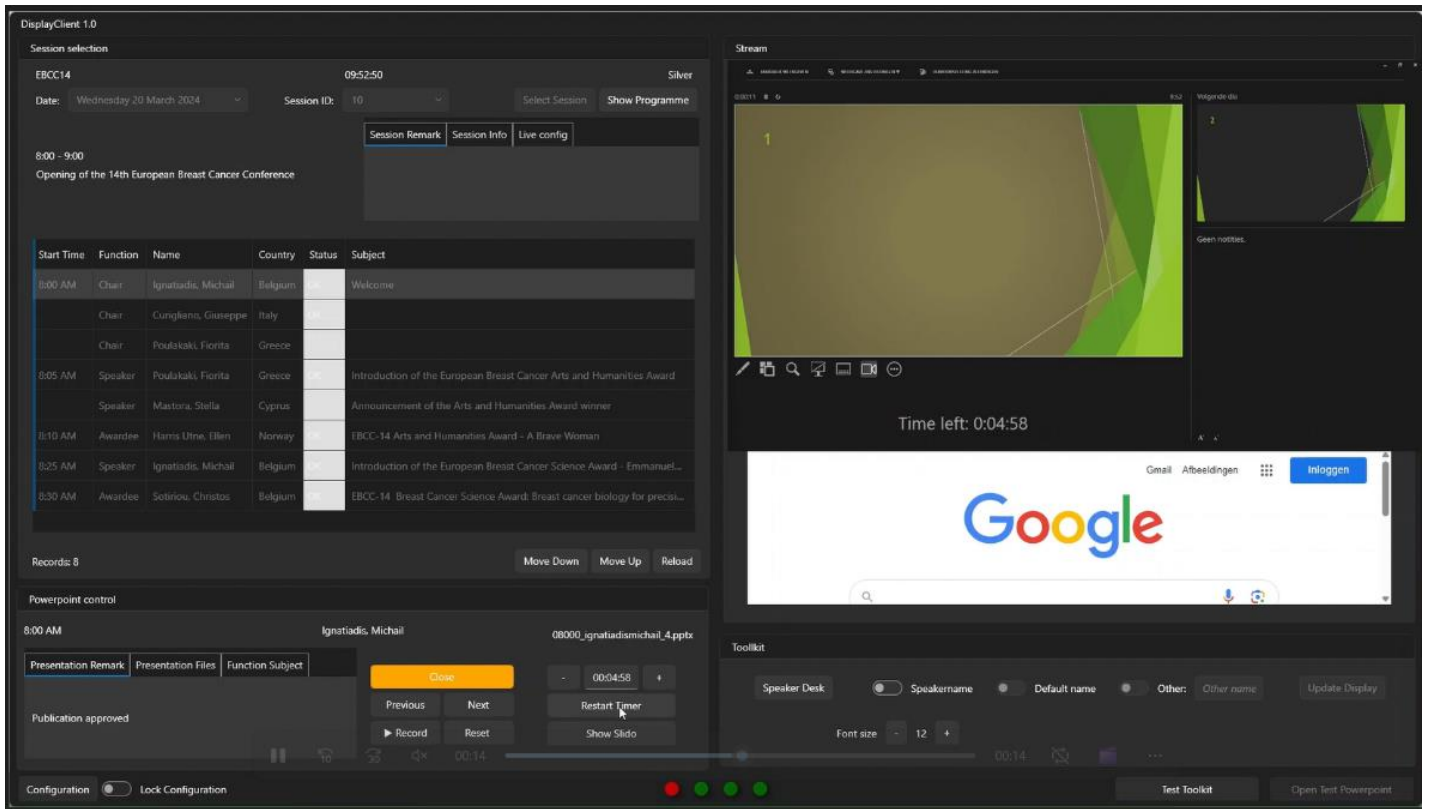 DisplayClient 1.0
Session selection
EBCC14 09:52:50 Silver
Date: Wednesday 20 March 2024 Session ID: 10 Select Session Show Programme
Session Remark Session Info Live config
8:00 - 9:00
Opening of the 14th European Breast Cancer Conference
Start Time Function Name Country Status Subject
8:00 AM Chair Ignatiadis, Michail Belgium OK Welcome
Chair Curigliano, Giuseppe Italy OK
Chair Poulakaki, Fiorita Greece
8:05 AM Speaker Poulakaki, Fiorita Greece OK Introduction of the European Breast Cancer Arts and Humanities Award
Speaker Mastora, Stella Cyprus Announcement of the Arts and Humanities Award winner
8:10 AM Awardee Harris Utne, Ellen Norway OK EBCC-14 Arts and Humanities Award - A Brave Woman
8:25 AM Speaker Ignatiadis, Michail Belgium OK Introduction of the European Breast Cancer Science Award - Emmanuel...
8:30 AM Awardee Sotiriou, Christos Belgium OK EBCC-14 Breast Cancer Science Award: Breast cancer biology for precisi...
Records: 8 Move Down Move Up Reload
Powerpoint control
8:00 AM Ignatiadis, Michail 08000_ignatiadismichail_4.pptx
Presentation Remark Presentation Files Function Subject
Publication approved
Close
Previous Next
Record Reset
- 00:04:58 +
Restart Timer
Show Slido
10 00:14 00:14
Configuration Lock Configuration
Stream
0:00:11 9:52 Volgende dia
1
2
Geen notities.
Time left: 0:04:58
Gmail Afbeeldingen Inloggen
Google
Toollkit
Speaker Desk Speakername Default name Other: Other name Update Display
Font size - 12 +
Test Toolkit Open Test Powerpoint